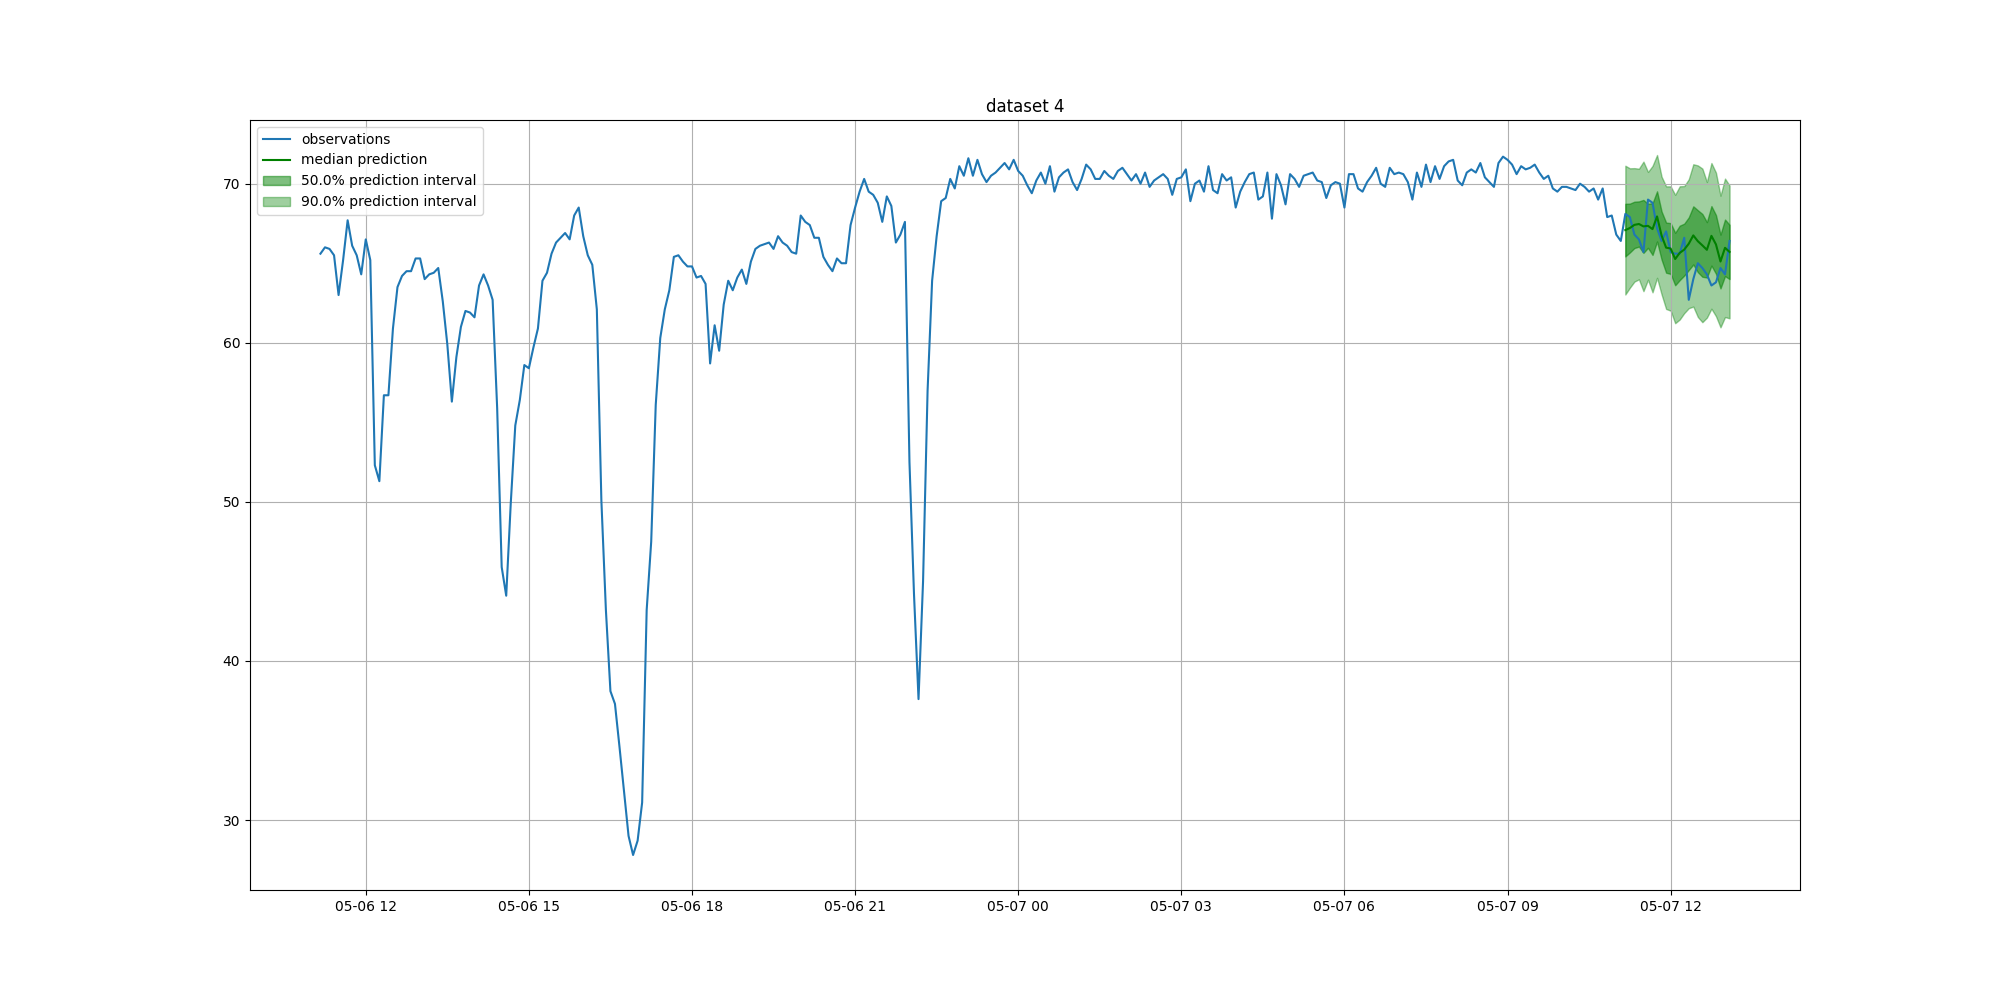 dataset 4
observations
median prediction
50.0% prediction interval
90.0% prediction interval
70
60
50
40
30
05-06 12 05-06 15 05-06 18 05-06 21 05-07 00 05-07 03 05-07 06 05-07 09 05-07 12